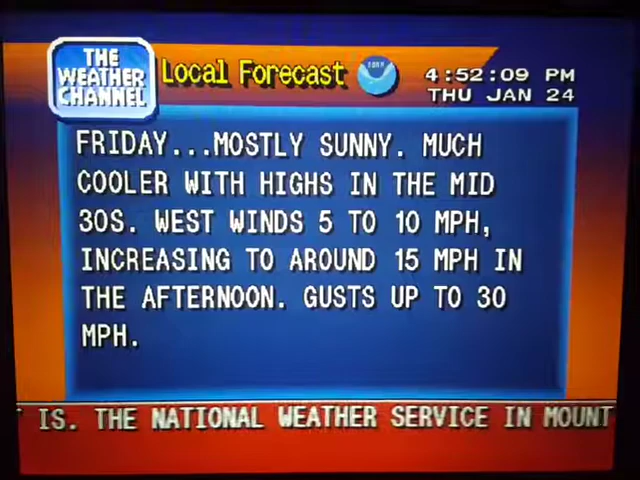 THE
WEATHER
CHANNEL
Local Forecast
NOAA
4:52:09 PM
THU JAN 24
FRIDAY...MOSTLY SUNNY. MUCH
COOLER WITH HIGHS IN THE MID
30S. WEST WINDS 5 TO 10 MPH,
INCREASING TO AROUND 15 MPH IN
THE AFTERNOON. GUSTS UP TO 30
MPH.
IS. THE NATIONAL WEATHER SERVICE IN MOUNT